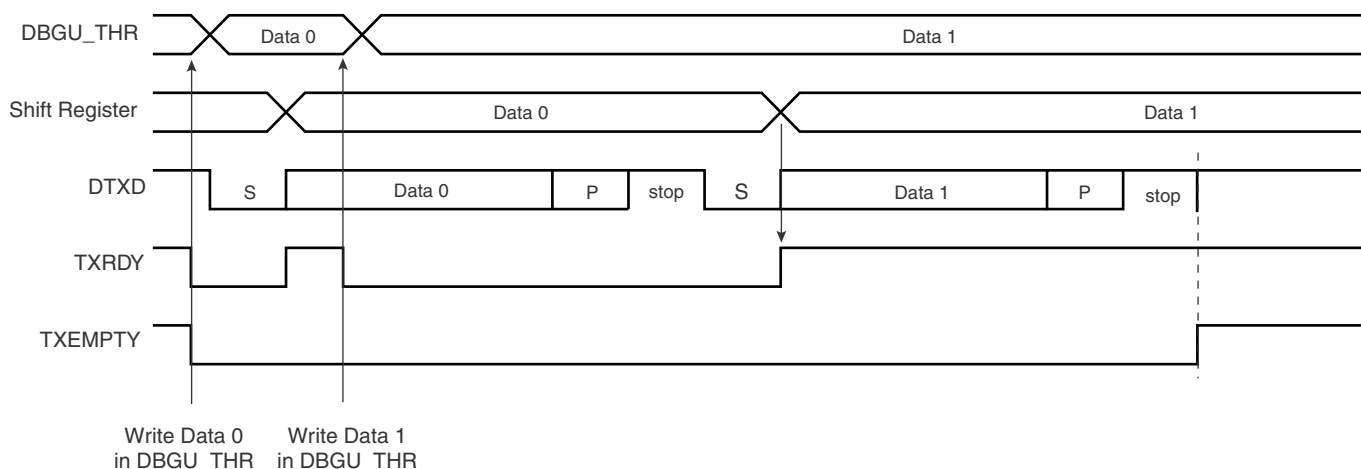 DBGU_THR
Data 0
Data 1
Shift Register
Data 0
Data 1
DTXD
S
Data 0
P
stop
S
Data 1
P
stop
TXRDY
TXEMPTY
Write Data 0
in DBGU_THR
Write Data 1
in DBGU_THR